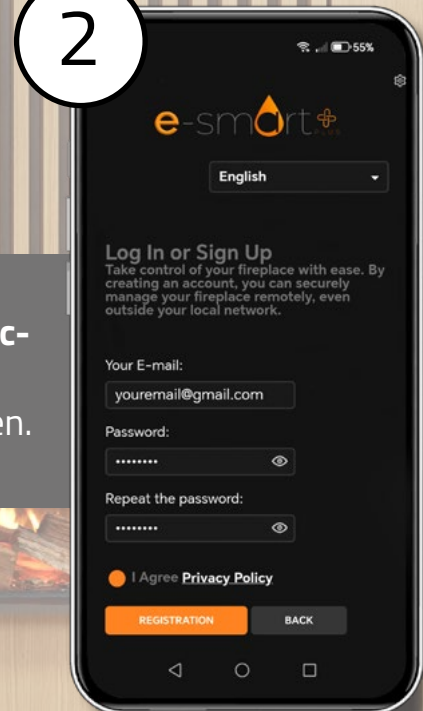 2
55%
e-smart
PLUS
English
Log In or Sign Up
Take control of your fireplace with ease. By
creating an account, you can securely
manage your fireplace remotely, even
outside your local network.
c-
en.
Your E-mail:
youremail@gmail.com
Password:
••••••••
Repeat the password:
••••••••
I Agree Privacy Policy
REGISTRATION
BACK